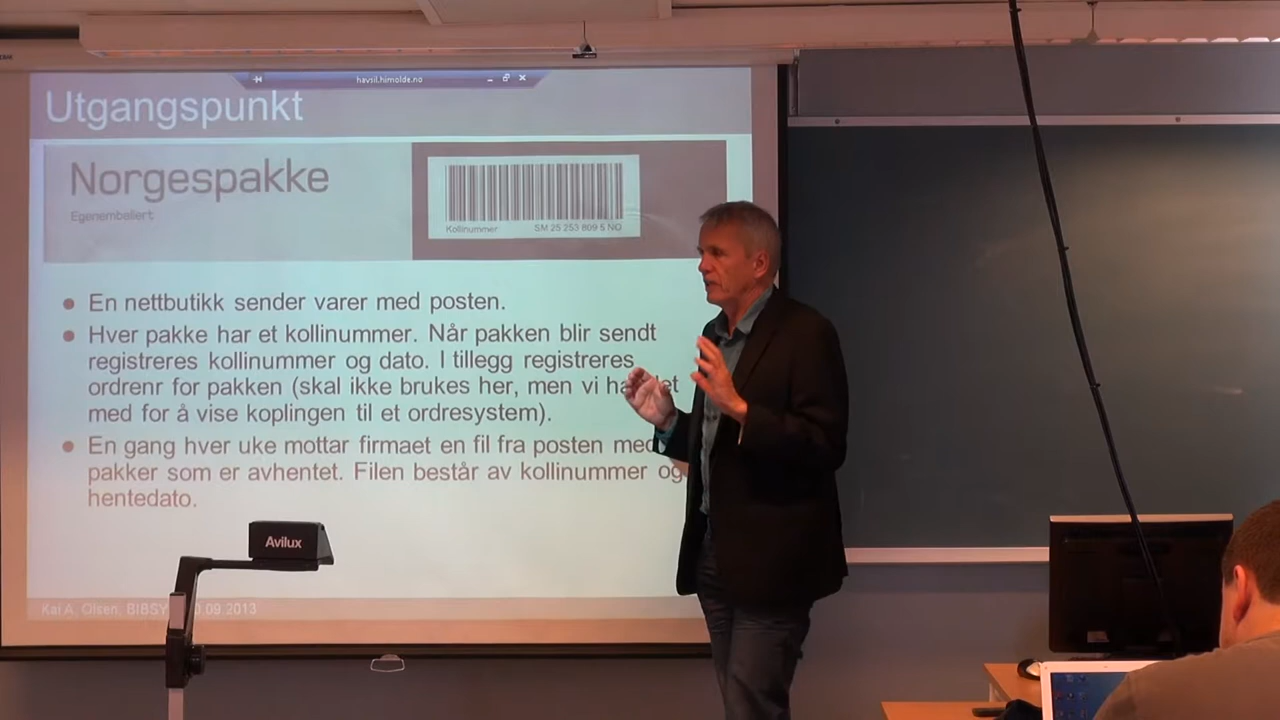 havsil.himolde.no
Utgangspunkt
Norgespakke
Egenemballert
Kollinummer SM 25 253 809 5 NO
En nettbutikk sender varer med posten.
Hver pakke har et kollinummer. Når pakken blir sendt
registreres kollinummer og dato. I tillegg registreres
ordrenr for pakken (skal ikke brukes her, men vi
med for å vise koplingen til et ordresystem).
En gang hver uke mottar firmaet en fil fra posten med
pakker som er avhentet. Filen består av kollinummer og
hentedato.
Avilux
Kai A. Olsen, 09.2013